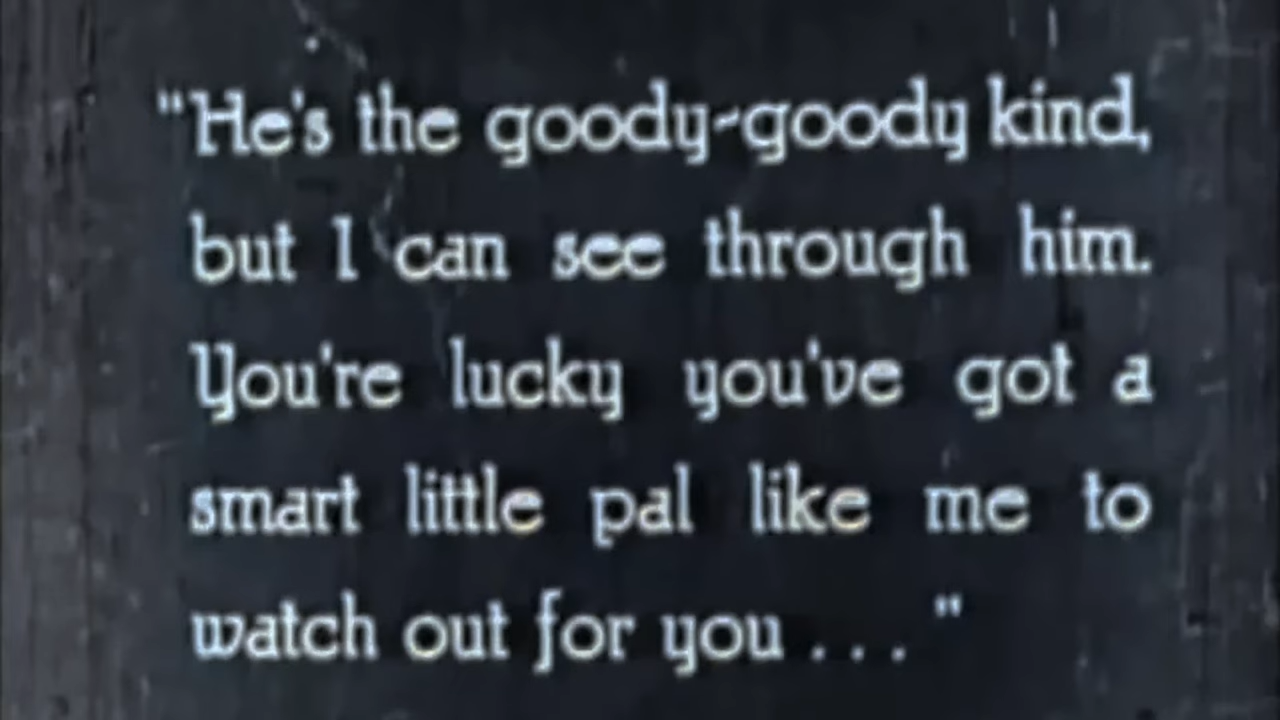 "He's the goody-goody kind,
but I can see through him.
You're lucky you've got a
smart little pal like me to
watch out for you . . . "